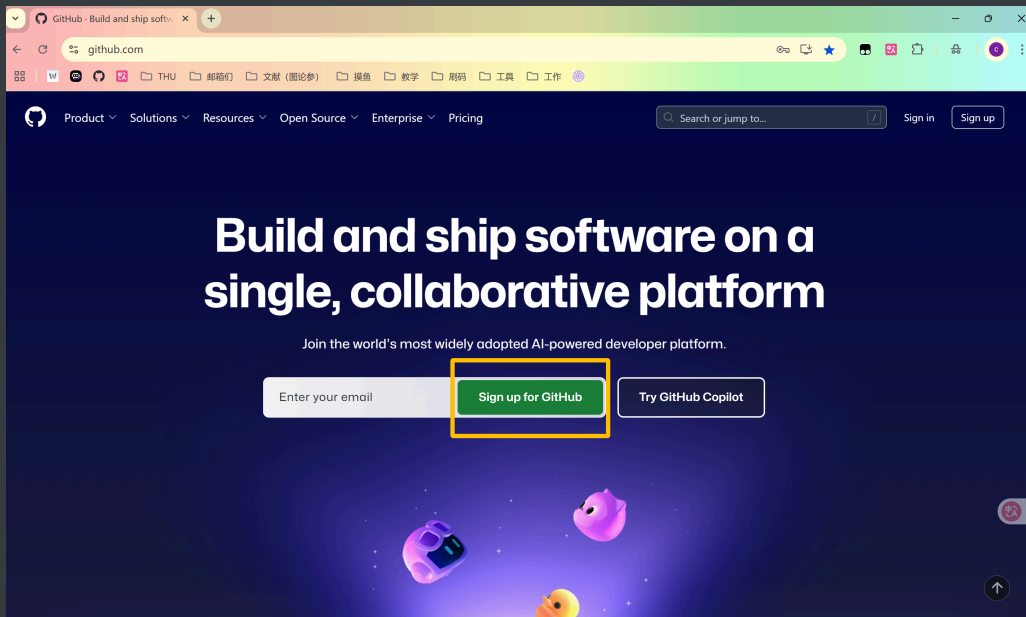 GitHub · Build and ship softw
github.com
W
THU
邮箱们
文献（图论参）
摸鱼
教学
刷码
工具
工作
Product
Solutions
Resources
Open Source
Enterprise
Pricing
Search or jump to...
/
Sign in
Sign up
Build and ship software on a
single, collaborative platform
Join the world's most widely adopted AI-powered developer platform.
Enter your email
Sign up for GitHub
Try GitHub Copilot